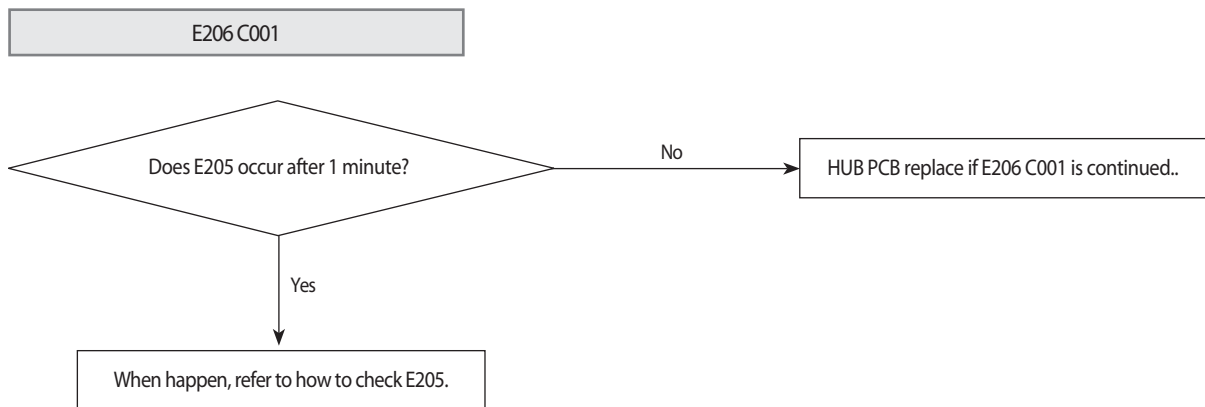 E206 C001
Does E205 occur after 1 minute?
No
HUB PCB replace if E206 C001 is continued..
Yes
When happen, refer to how to check E205.